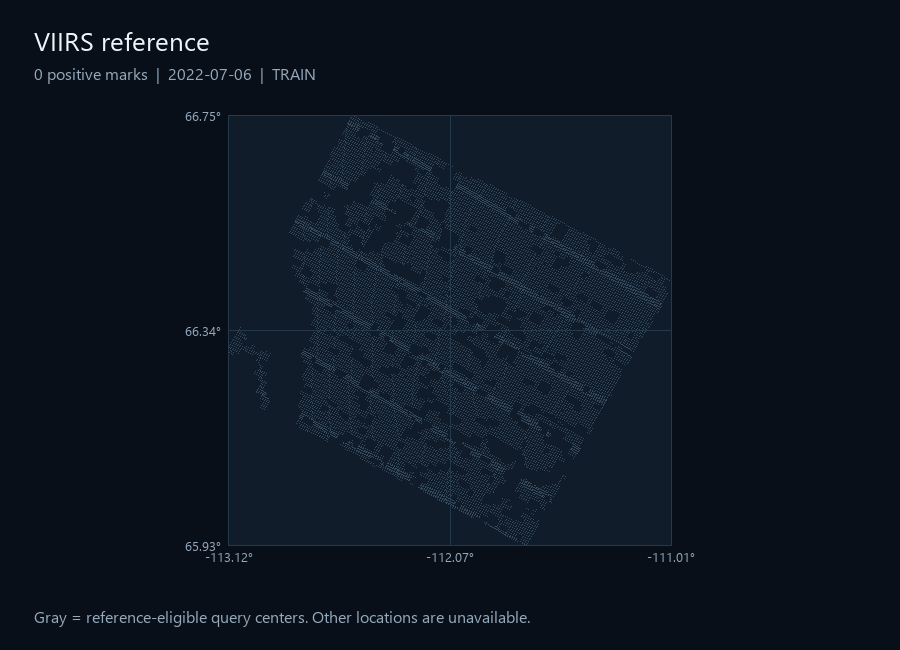 VIIRS reference
0 positive marks | 2022-07-06 | TRAIN
66.75°
66.34°
65.93°
-113.12° -112.07° -111.01°
Gray = reference-eligible query centers. Other locations are unavailable.